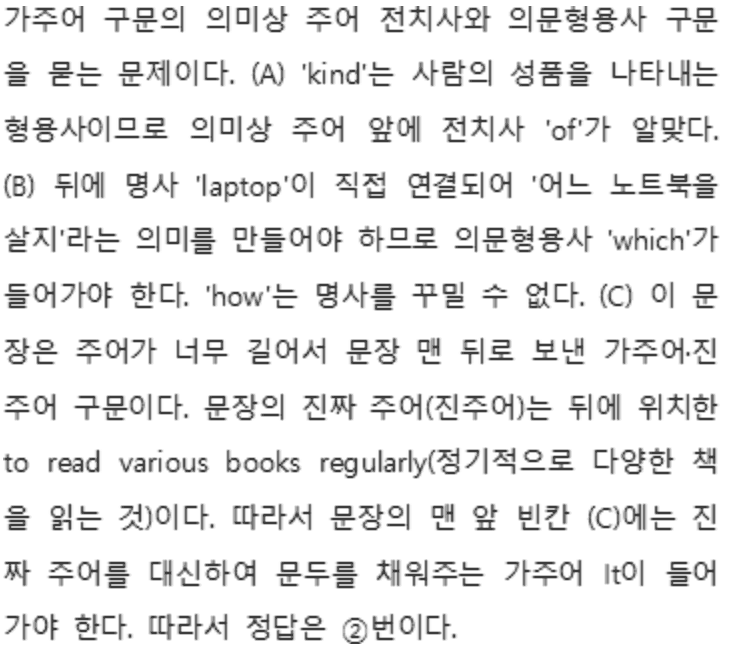 가주어 구문의 의미상 주어 전치사와 의문형용사 구문
을 묻는 문제이다. (A) 'kind'는 사람의 성품을 나타내는
형용사이므로 의미상 주어 앞에 전치사 'of'가 알맞다.
(B) 뒤에 명사 'laptop'이 직접 연결되어 '어느 노트북을
살지'라는 의미를 만들어야 하므로 의문형용사 'which'가
들어가야 한다. 'how'는 명사를 꾸밀 수 없다. (C) 이 문
장은 주어가 너무 길어서 문장 맨 뒤로 보낸 가주어·진
주어 구문이다. 문장의 진짜 주어(진주어)는 뒤에 위치한
to read various books regularly(정기적으로 다양한 책
을 읽는 것)이다. 따라서 문장의 맨 앞 빈칸 (C)에는 진
짜 주어를 대신하여 문두를 채워주는 가주어 It이 들어
가야 한다. 따라서 정답은 ②번이다.